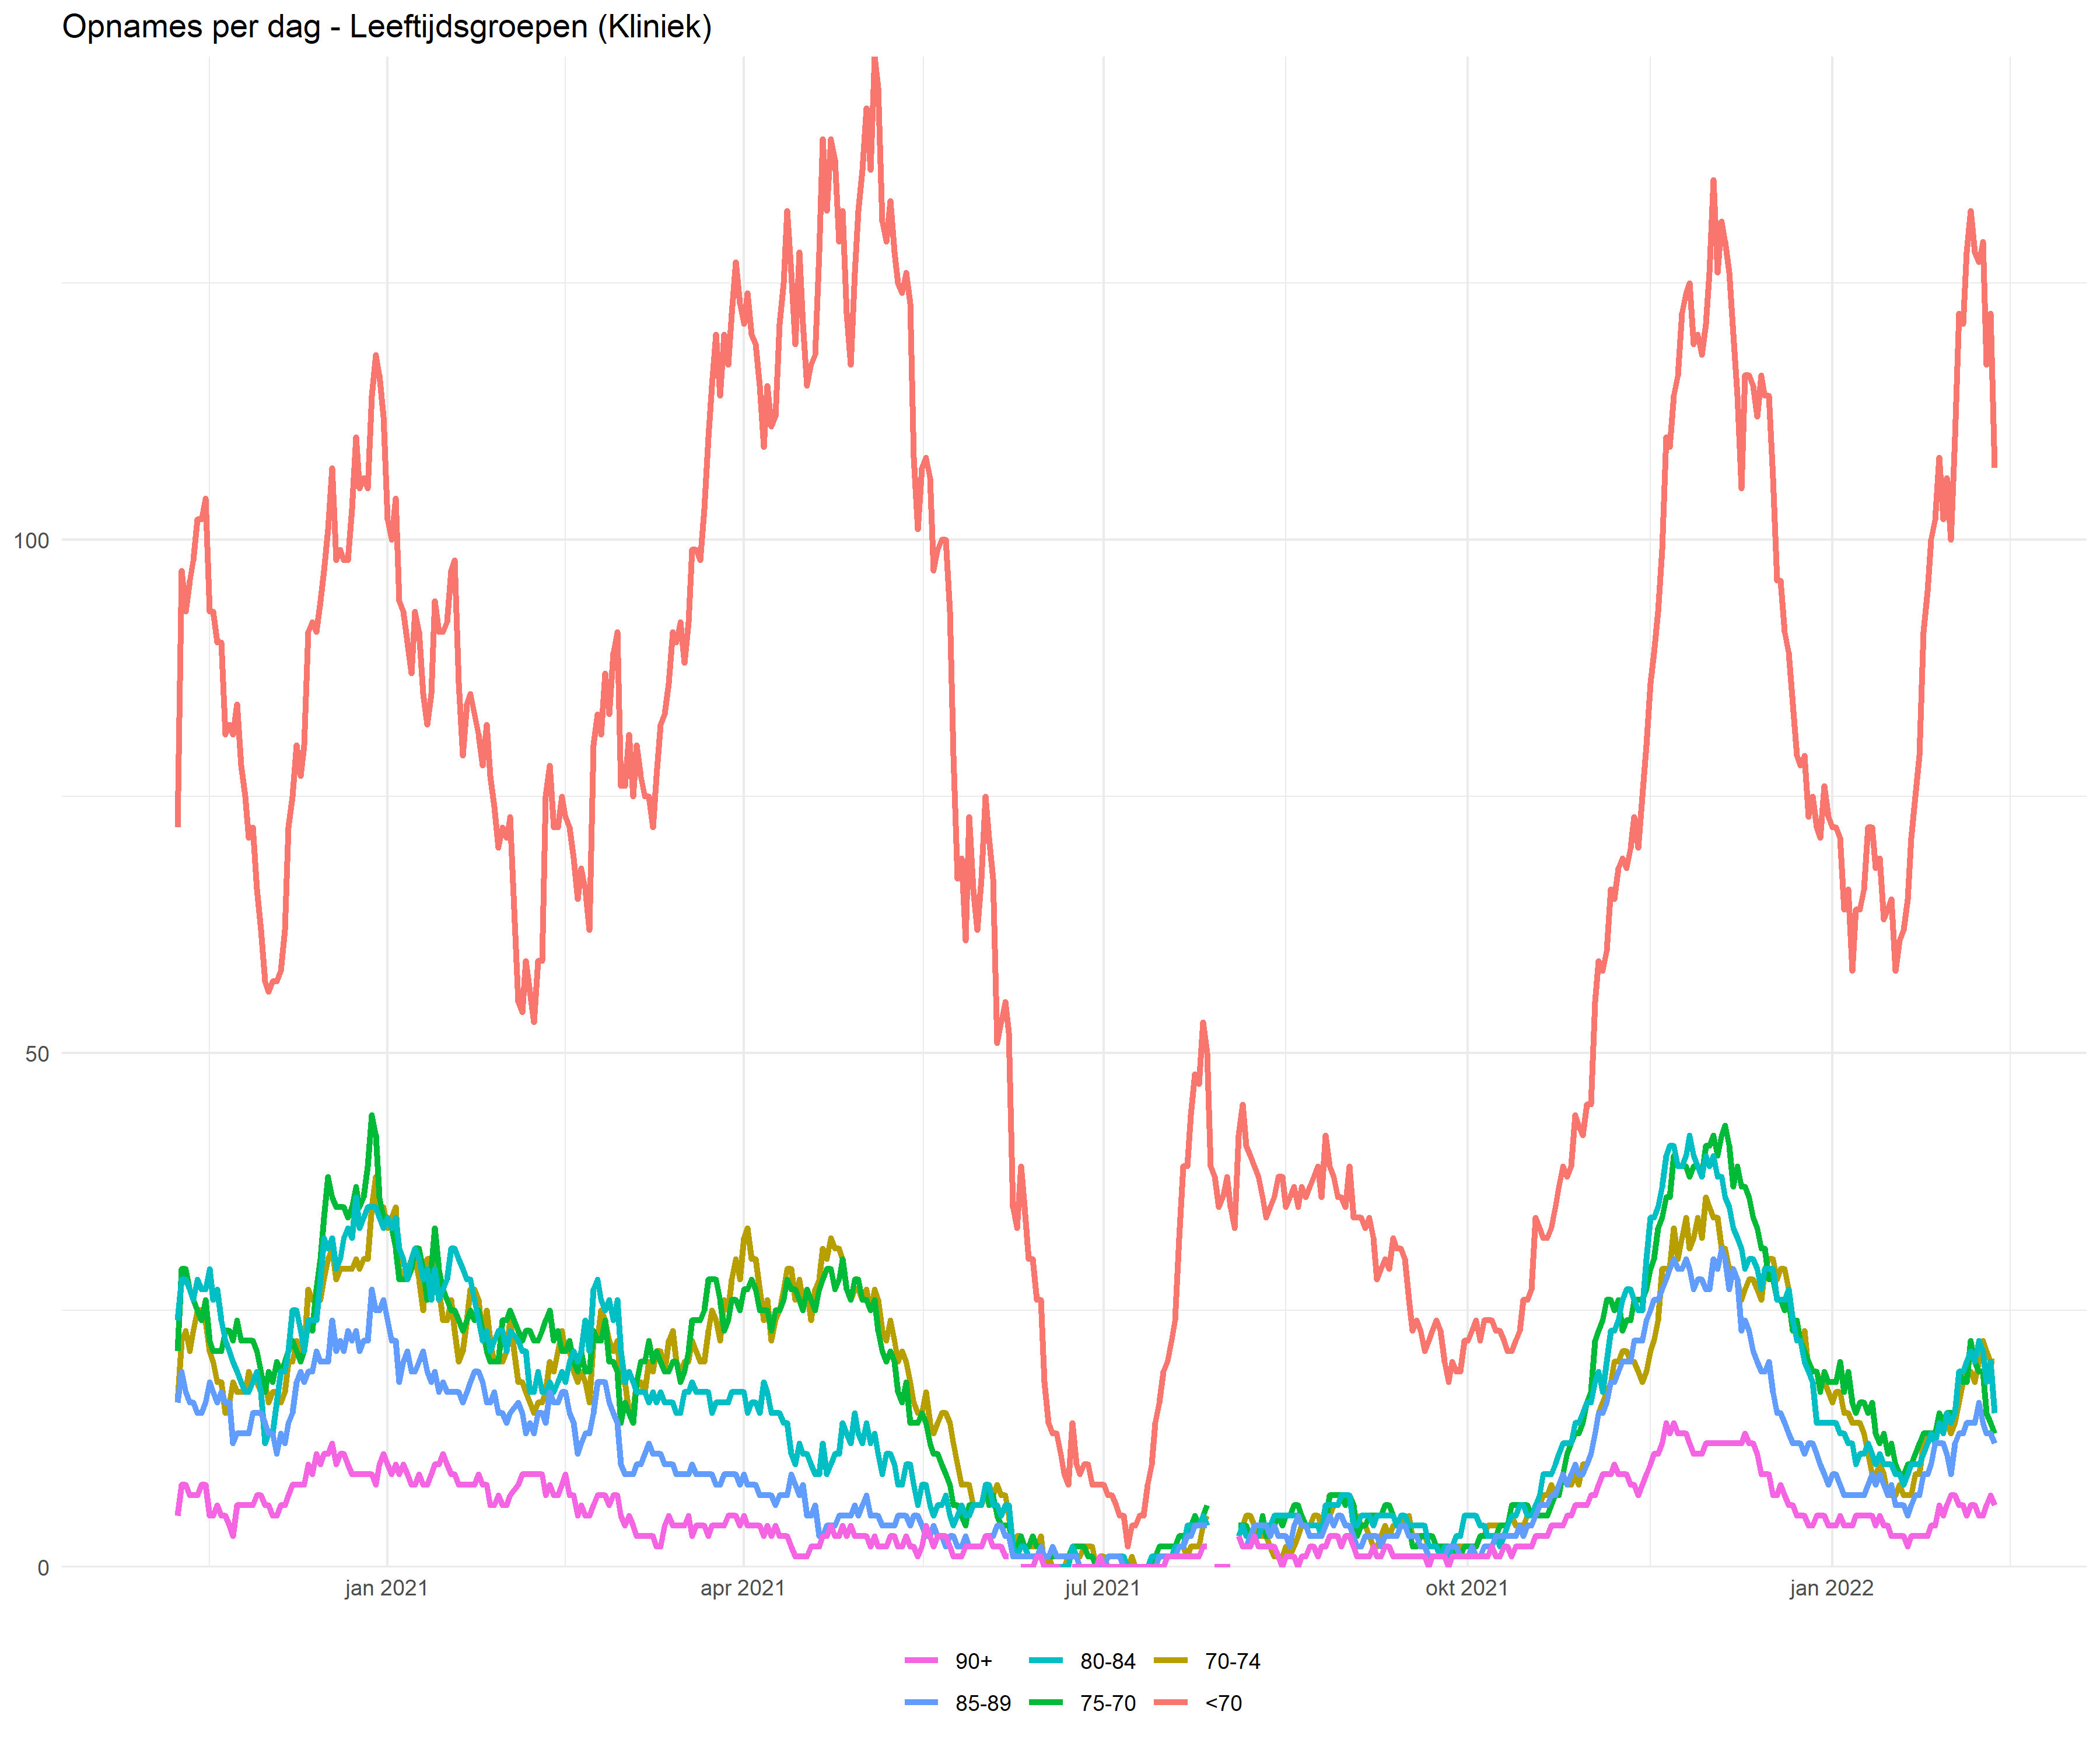 Opnames per dag - Leeftijdsgroepen (Kliniek)
100
50
0
jan 2021 apr 2021 jul 2021 okt 2021 jan 2022
90+ 80-84 70-74
85-89 75-70 <70